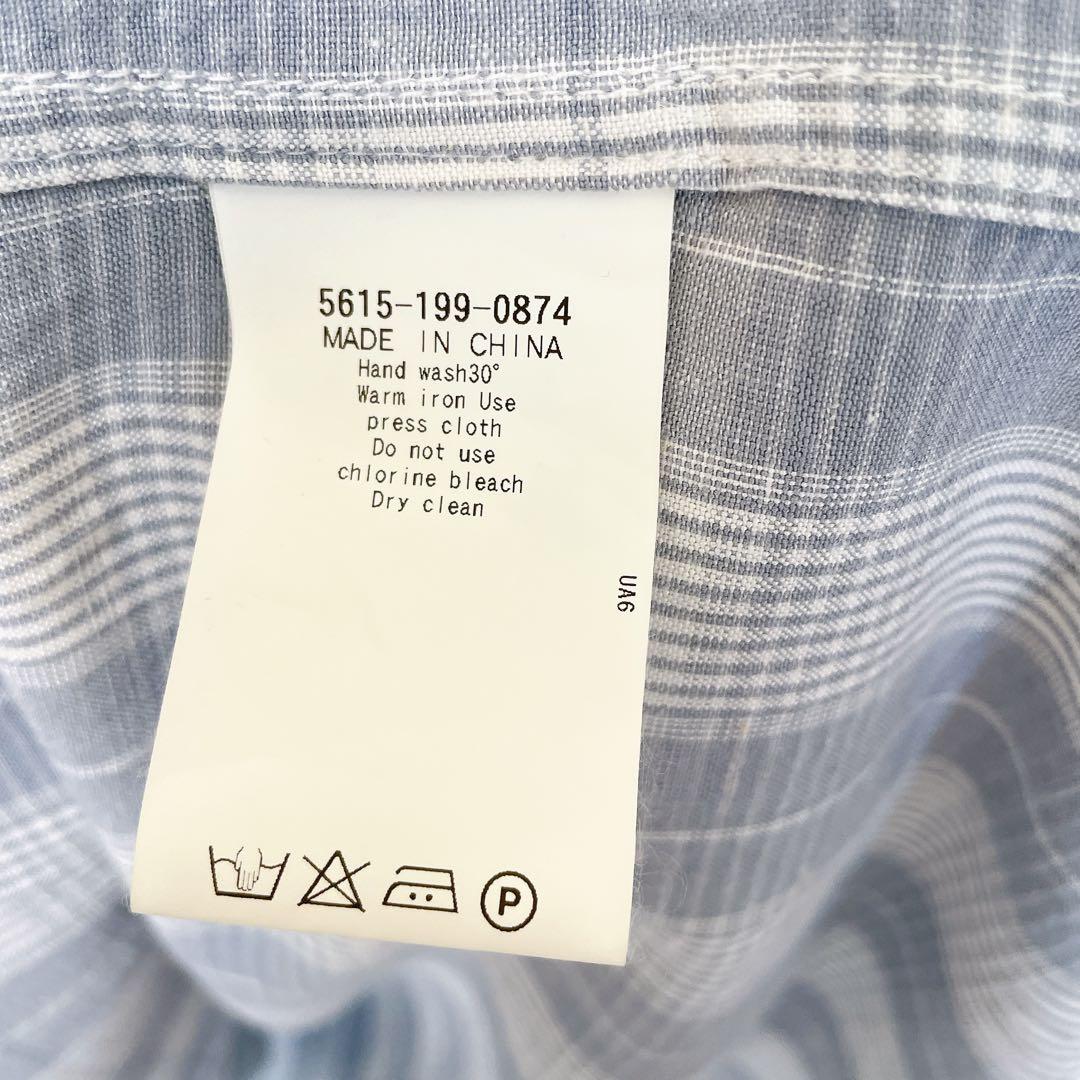 5615-199-0874
MADE IN CHINA
Hand wash30°
Warm iron Use
press cloth
Do not use
chlorine bleach
Dry clean
UA6
P